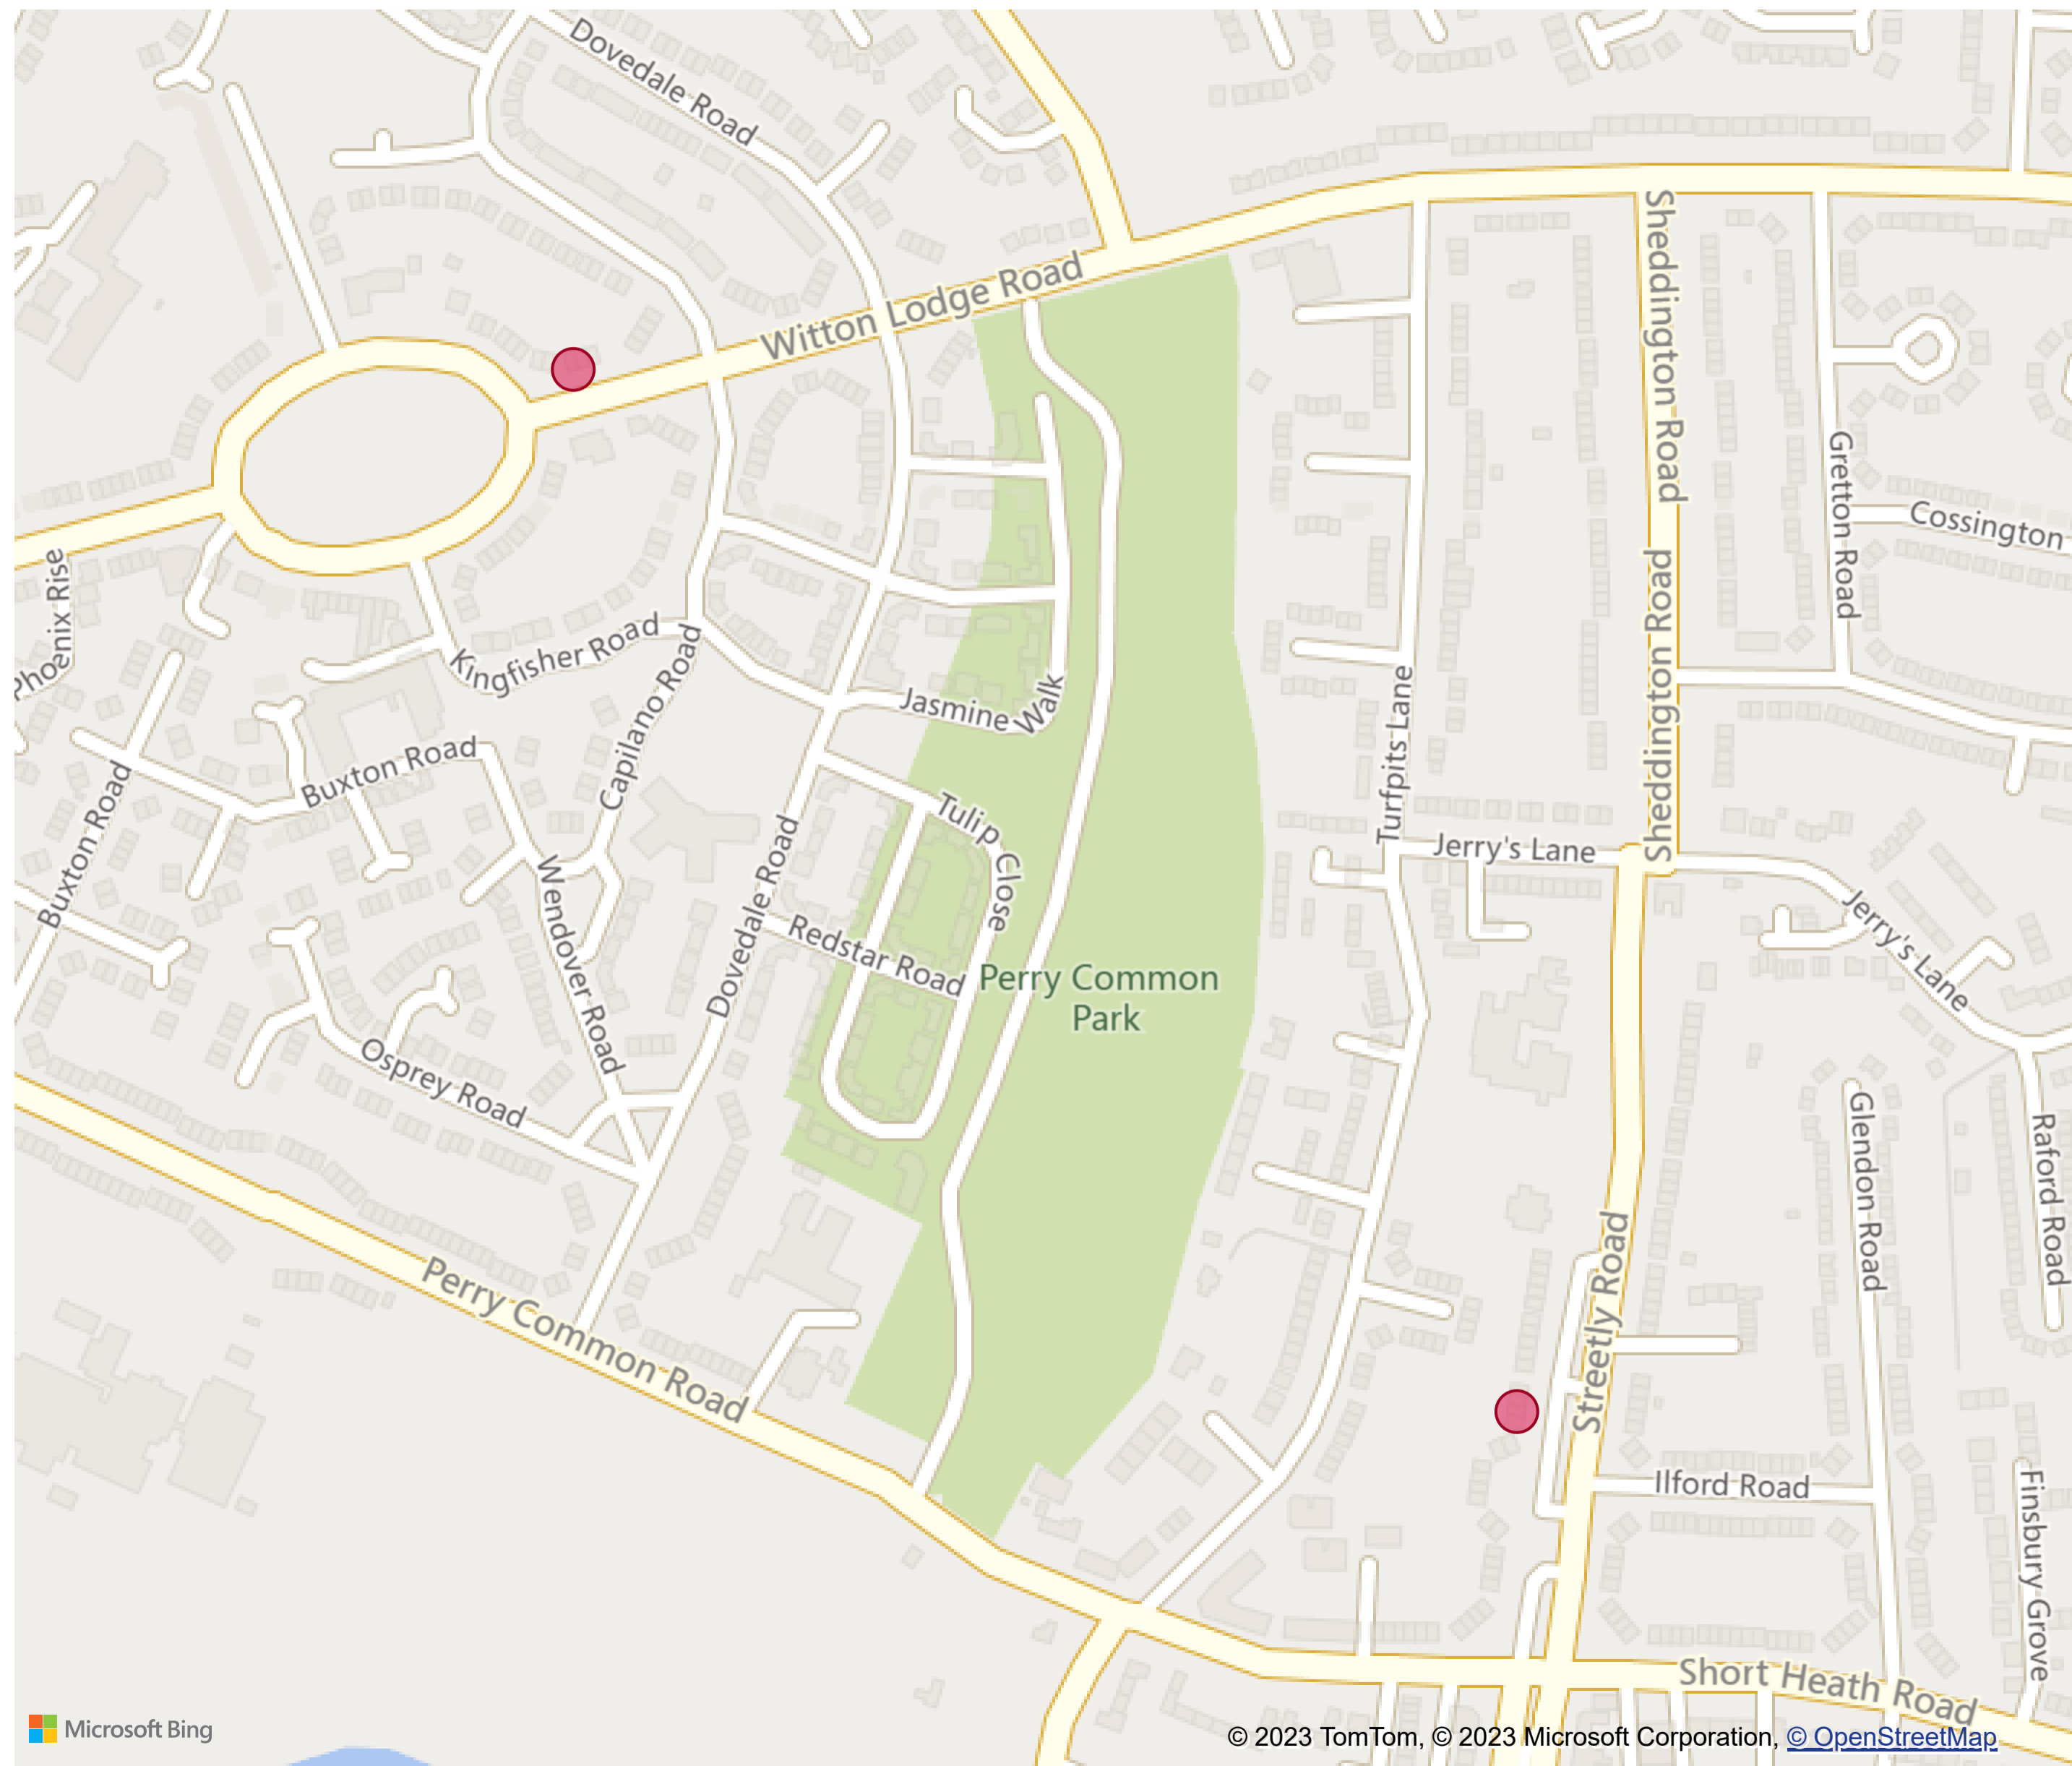 Dovedale Road
Witton Lodge Road
Sheddington Road
Gretton Road
Cossington
Phoenix Rise
Kingfisher Road
Capilano Road
Jasmine Walk
Turfpits Lane
Sheddington Road
Buxton Road
Buxton Road
Tulip Close
Jerry's Lane
Jerry's Lane
Wendover Road
Dovedale Road
Redstar Road
Perry Common
Park
Osprey Road
Glendon Road
Raford Road
Streetly Road
Perry Common Road
Ilford Road
Finsbury Grove
Short Heath Road
Microsoft Bing
© 2023 TomTom, © 2023 Microsoft Corporation, © OpenStreetMap